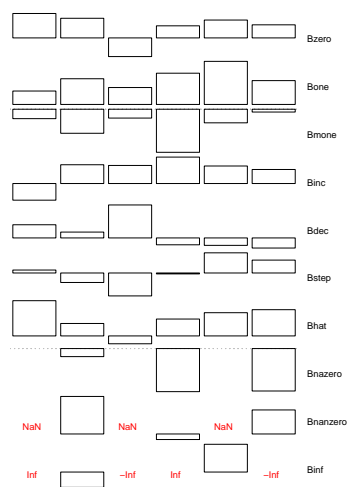 Bzero
Bone
Bmone
Binc
Bdec
Bstep
Bhat
Bnazero
NaN NaN NaN Bnanzero
Inf –Inf Inf –Inf Binf